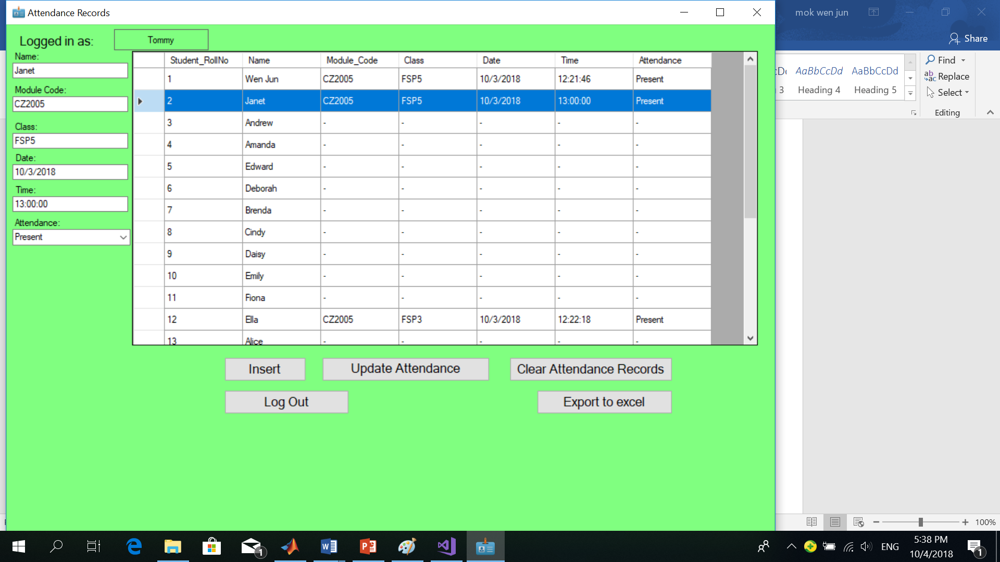 Attendance Records
mok wen jun
Share
Logged in as:
Tommy
Name:
Janet
Module Code:
CZ2005
Class:
FSP5
Date:
10/3/2018
Time:
13:00:00
Attendance:
Present
Student_RollNo Name Module_Code Class Date Time Attendance
1 Wen Jun CZ2005 FSP5 10/3/2018 12:21:46 Present
2 Janet CZ2005 FSP5 10/3/2018 13:00:00 Present
3 Andrew - - - - -
4 Amanda - - - - -
5 Edward - - - - -
6 Deborah - - - - -
7 Brenda - - - - -
8 Cindy - - - - -
9 Daisy - - - - -
10 Emily - - - - -
11 Fiona - - - - -
12 Ella CZ2005 FSP3 10/3/2018 12:22:18 Present
13 Alice - - - - -
Insert
Update Attendance
Clear Attendance Records
Log Out
Export to excel
AaBbCcDd AaBbCcDd
3 Heading 4 Heading 5
Find
Replace
Select
Editing
100%
1
ENG
5:38 PM
10/4/2018
1